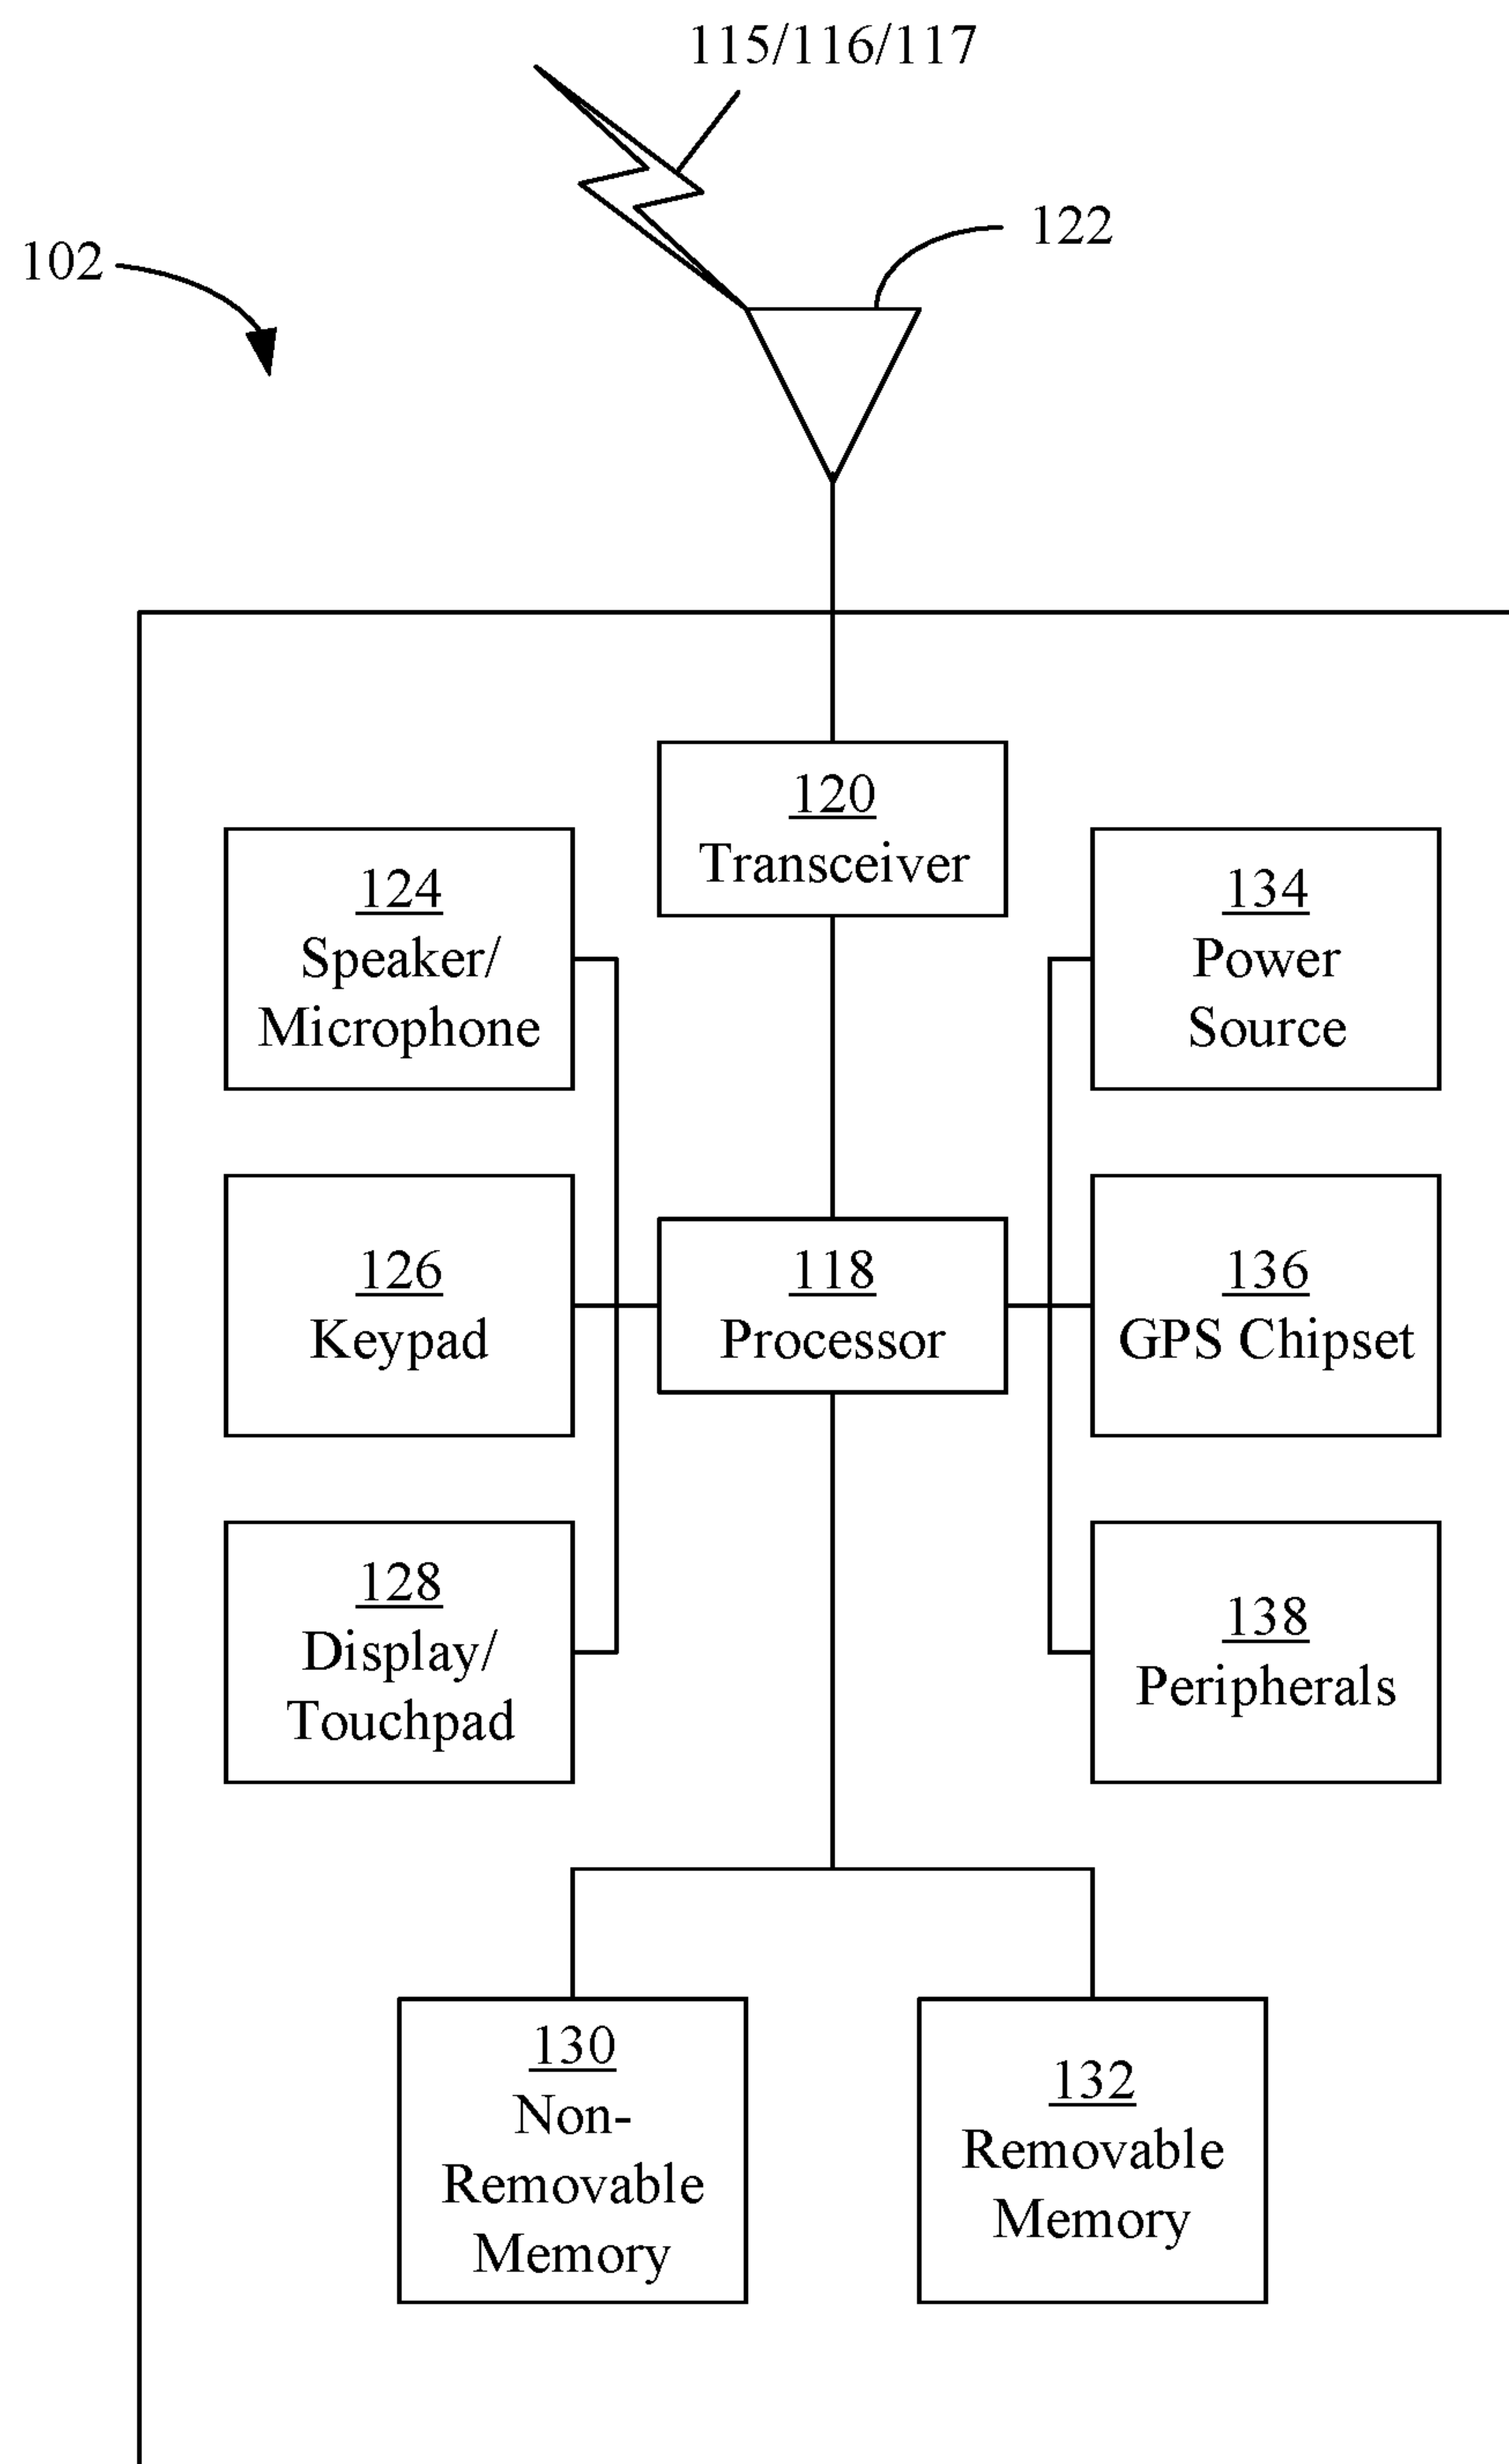 115/116/117
122
102
120
Transceiver
124
Speaker/
Microphone
134
Power
Source
126
Keypad
118
Processor
136
GPS Chipset
128
Display/
Touchpad
138
Peripherals
130
Non-
Removable
Memory
132
Removable
Memory